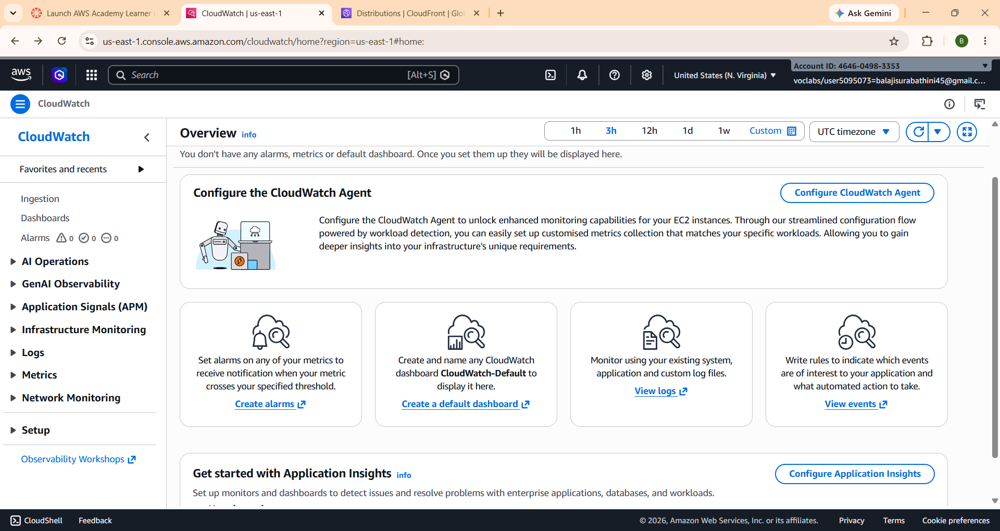 Launch AWS Academy Learner L
CloudWatch | us-east-1
Distributions | CloudFront | Glob
Ask Gemini
us-east-1.console.aws.amazon.com/cloudwatch/home?region=us-east-1#home:
B
aws
Search
[Alt+S]
United States (N. Virginia)
Account ID: 4646-0498-3353
voclabs/user5095073=balajisurabathini45@gmail.c...
CloudWatch
CloudWatch
Favorites and recents
Ingestion
Dashboards
Alarms 0 0 0
AI Operations
GenAI Observability
Application Signals (APM)
Infrastructure Monitoring
Logs
Metrics
Network Monitoring
Setup
Observability Workshops
Overview info
1h 3h 12h 1d 1w Custom
UTC timezone
You don't have any alarms, metrics or default dashboard. Once you set them up they will be displayed here.
Configure the CloudWatch Agent
Configure CloudWatch Agent
Configure the CloudWatch Agent to unlock enhanced monitoring capabilities for your EC2 instances. Through our streamlined configuration flow
powered by workload detection, you can easily set up customised metrics collection that matches your specific workloads. Allowing you to gain
deeper insights into your infrastructure's unique requirements.
Set alarms on any of your metrics to
receive notification when your metric
crosses your specified threshold.
Create alarms
Create and name any CloudWatch
dashboard CloudWatch-Default to
display it here.
Create a default dashboard
Monitor using your existing system,
application and custom log files.
View logs
Write rules to indicate which events
are of interest to your application and
what automated action to take.
View events
Get started with Application Insights info
Configure Application Insights
Set up monitors and dashboards to detect issues and resolve problems with enterprise applications, databases, and workloads.
CloudShell
Feedback
© 2026, Amazon Web Services, Inc. or its affiliates.
Privacy
Terms
Cookie preferences